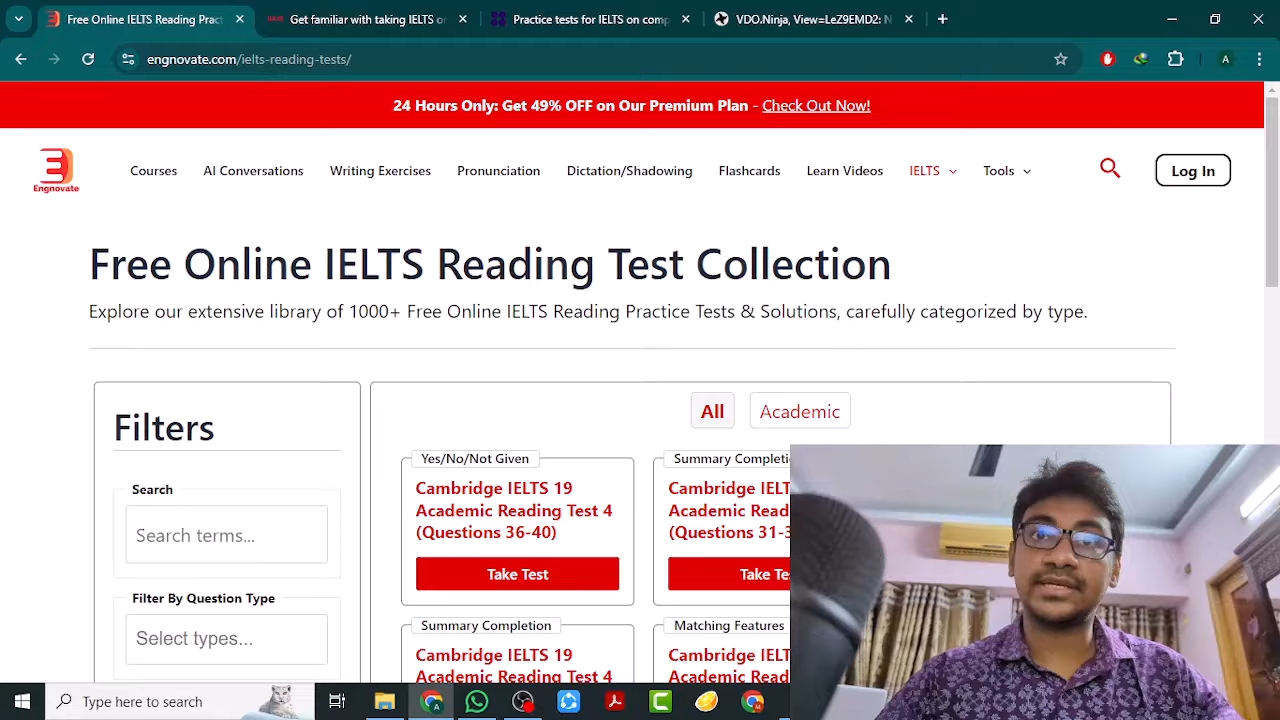 Free Online IELTS Reading Pract
Get familiar with taking IELTS or
Practice tests for IELTS on comp
VDO.Ninja, View=LeZ9EMD2: N
engnovate.com/ielts-reading-tests/
A
24 Hours Only: Get 49% OFF on Our Premium Plan - Check Out Now!
Engnovate
Courses
AI Conversations
Writing Exercises
Pronunciation
Dictation/Shadowing
Flashcards
Learn Videos
IELTS
Tools
Log In
Free Online IELTS Reading Test Collection
Explore our extensive library of 1000+ Free Online IELTS Reading Practice Tests & Solutions, carefully categorized by type.
Filters
Search
Search terms...
Filter By Question Type
Select types...
All
Academic
Yes/No/Not Given
Cambridge IELTS 19
Academic Reading Test 4
(Questions 36-40)
Take Test
Summary Completi
Cambridge IELT
Academic Read
(Questions 31-3
Take Te
Summary Completion
Cambridge IELTS 19
Academic Reading Test 4
Matching Features
Cambridge IELT
Academic Read
Type here to search